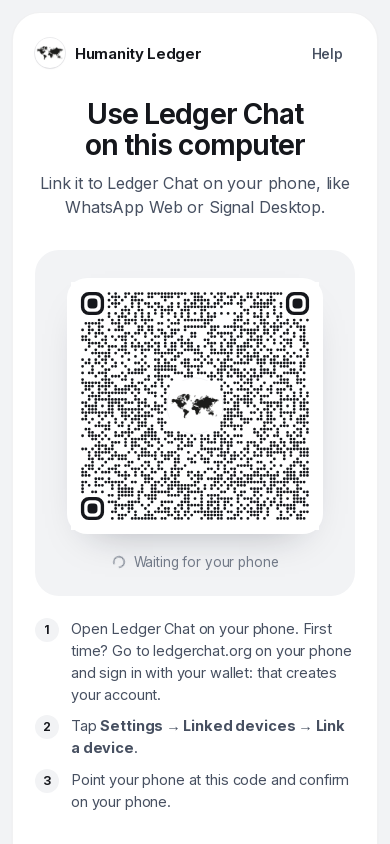 Humanity Ledger
Help
Use Ledger Chat
on this computer
Link it to Ledger Chat on your phone, like
WhatsApp Web or Signal Desktop.
Waiting for your phone
1 Open Ledger Chat on your phone. First
time? Go to ledgerchat.org on your phone
and sign in with your wallet: that creates
your account.
2 Tap Settings → Linked devices → Link
a device.
3 Point your phone at this code and confirm
on your phone.